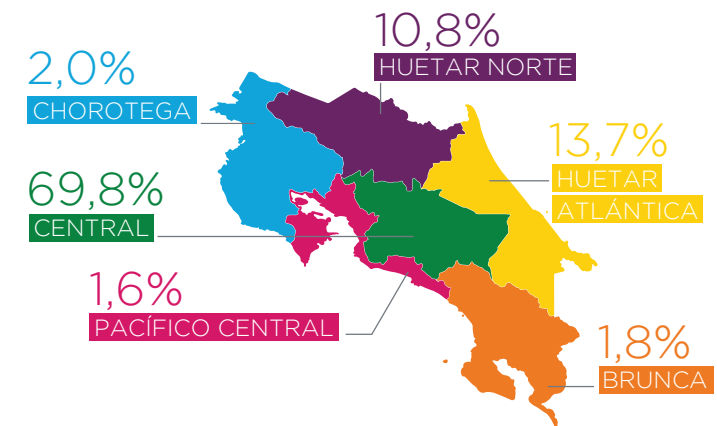 10,8%
HUETAR NORTE
2,0%
CHOROTEGA
13,7%
HUETAR
ATLÁNTICA
69,8%
CENTRAL
1,6%
PACÍFICO CENTRAL
1,8%
BRUNCA